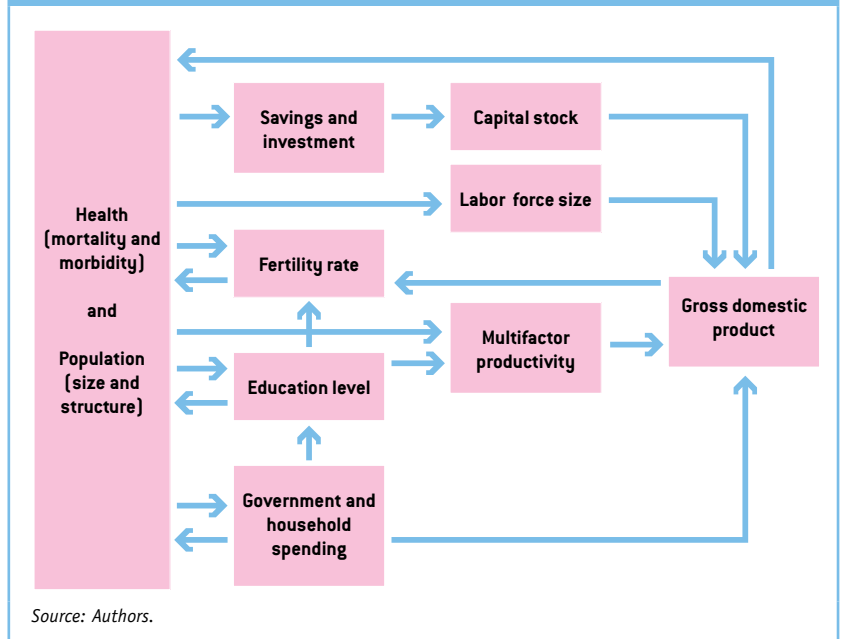 Health
(mortality and
morbidity)
and
Population
(size and
structure)
Savings and
investment
Capital stock
Labor force size
Fertility rate
Gross domestic
product
Multifactor
productivity
Education level
Government and
household
spending
Source: Authors.